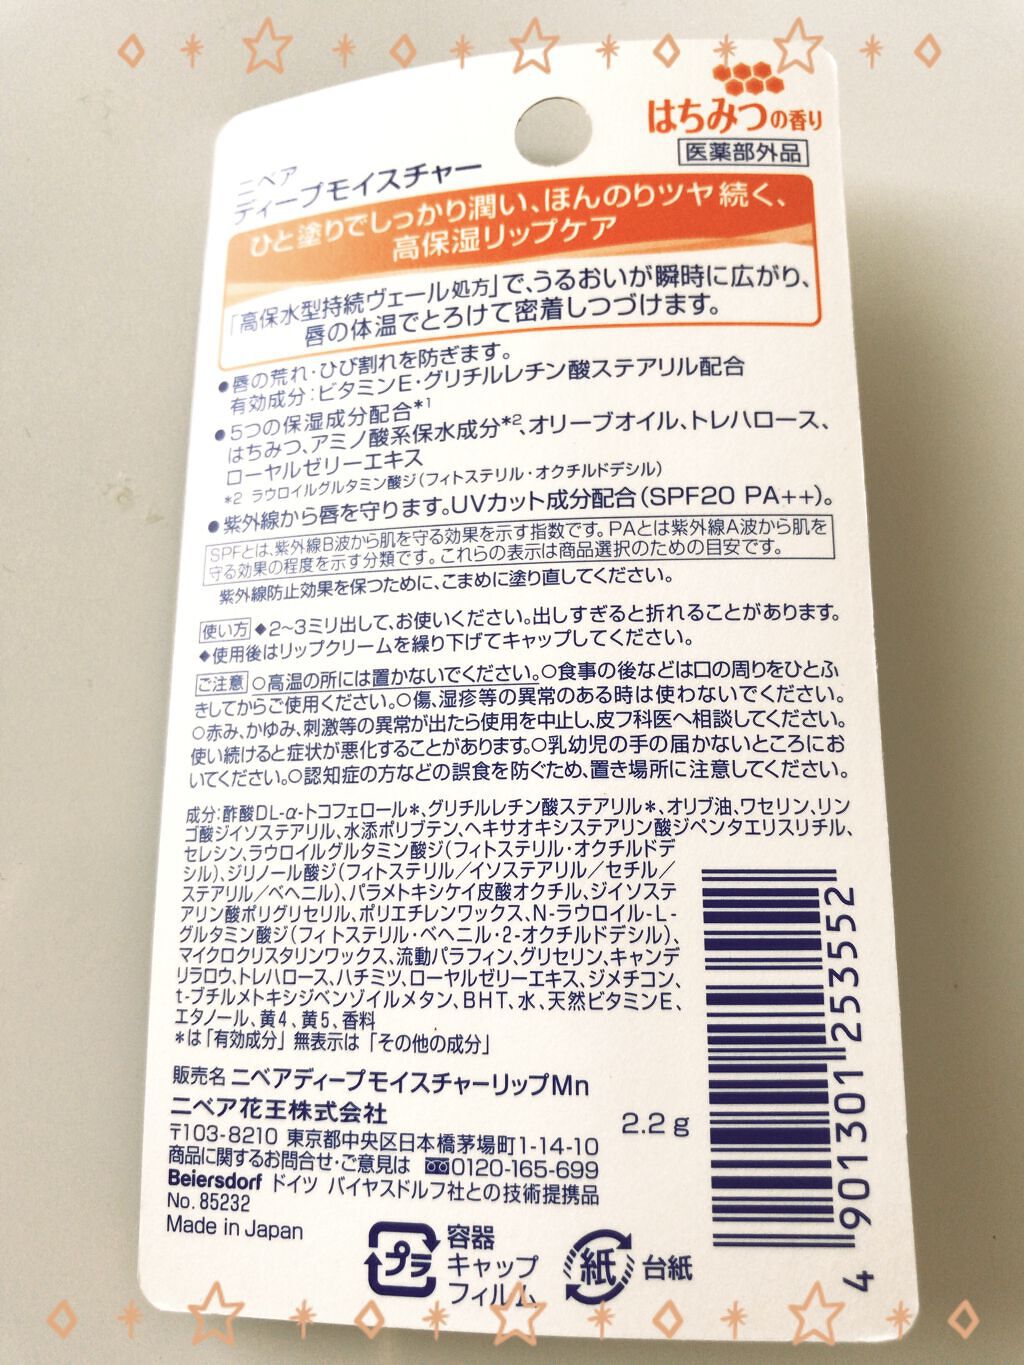 はちみつの香り
医薬部外品
ニベア
ディープモイスチャー
ひと塗りでしっかり潤い、ほんのりツヤ続く、
高保湿リップケア
「高保水型持続ヴェール処方」で、うるおいが瞬時に広がり、
唇の体温でとろけて密着しつづけます。
●唇の荒れ・ひび割れを防ぎます。
有効成分：ビタミンE・グリチルレチン酸ステアリル配合
●5つの保湿成分配合*1
はちみつ、アミノ酸系保水成分*2、オリーブオイル、トレハロース、
ローヤルゼリーエキス
*2 ラウロイルグルタミン酸ジ（フィトステリル・オクチルドデシル）
●紫外線から唇を守ります。UVカット成分配合（SPF20 PA++）。
SPFとは、紫外線B波から肌を守る効果を示す指数です。PAとは紫外線A波から肌を
守る効果の程度を示す分類です。これらの表示は商品選択のための目安です。
紫外線防止効果を保つために、こまめに塗り直してください。
使い方 ◆2～3ミリ出して、お使いください。出しすぎると折れることがあります。
◆使用後はリップクリームを繰り下げてキャップしてください。
ご注意 ○高温の所には置かないでください。○食事の後などは口の周りをひとふ
きしてからご使用ください。○傷、湿疹等の異常のある時は使わないでください。
○赤み、かゆみ、刺激等の異常が出たら使用を中止し、皮フ科医へ相談してください。
使い続けると症状が悪化することがあります。○乳幼児の手の届かないところにお
いてください。○認知症の方などの誤食を防ぐため、置き場所に注意してください。
成分：酢酸DL-α-トコフェロール＊、グリチルレチン酸ステアリル＊、オリブ油、ワセリン、リン
ゴ酸ジイソステアリル、水添ポリブテン、ヘキサオキシステアリン酸ジペンタエリスリチル、
セレシン、ラウロイルグルタミン酸ジ（フィトステリル・オクチルドデ
シル）、ジリノール酸ジ（フィトステリル／イソステアリル／セチル／
ステアリル／ベヘニル）、パラメトキシケイ皮酸オクチル、ジイソステ
アリン酸ポリグリセリル、ポリエチレンワックス、N-ラウロイル-L-
グルタミン酸ジ（フィトステリル・ベヘニル・2-オクチルドデシル）、
マイクロクリスタリンワックス、流動パラフィン、グリセリン、キャンデ
リラロウ、トレハロース、ハチミツ、ローヤルゼリーエキス、ジメチコン、
t-ブチルメトキシジベンゾイルメタン、BHT、水、天然ビタミンE、
エタノール、黄4、黄5、香料
＊は「有効成分」無表示は「その他の成分」
販売名 ニベアディープモイスチャーリップMn
ニベア花王株式会社
〒103-8210 東京都中央区日本橋茅場町1-14-10
商品に関するお問合せ・ご意見は 0120-165-699
Beiersdorf ドイツ バイヤスドルフ社との技術提携品
No. 85232
Made in Japan
2.2 g
4 901301 253552
プラ
容器
キャップ
フィルム
紙
台紙